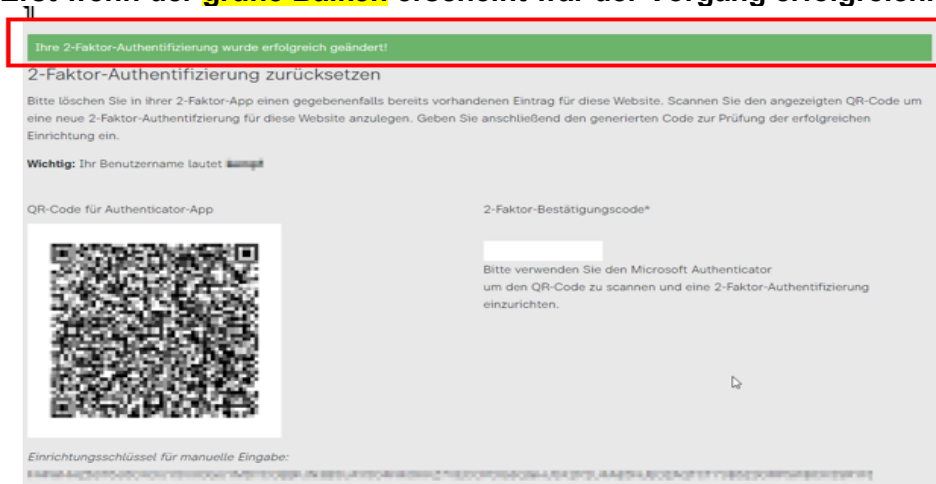 Erst wenn der grüne Balken erscheint war der Vorgang erfolgreich!
Ihre 2-Faktor-Authentifizierung wurde erfolgreich geändert!
2-Faktor-Authentifizierung zurücksetzen
Bitte löschen Sie in ihrer 2-Faktor-App einen gegebenenfalls bereits vorhandenen Eintrag für diese Website. Scannen Sie den angezeigten QR-Code um
eine neue 2-Faktor-Authentifzierung für diese Website anzulegen. Geben Sie anschließend den generierten Code zur Prüfung der erfolgreichen
Einrichtung ein.
Wichtig: Ihr Benutzername lautet
QR-Code für Authenticator-App
2-Faktor-Bestätigungscode*
Bitte verwenden Sie den Microsoft Authenticator
um den QR-Code zu scannen und eine 2-Faktor-Authentifizierung
einzurichten.
Einrichtungsschlüssel für manuelle Eingabe: